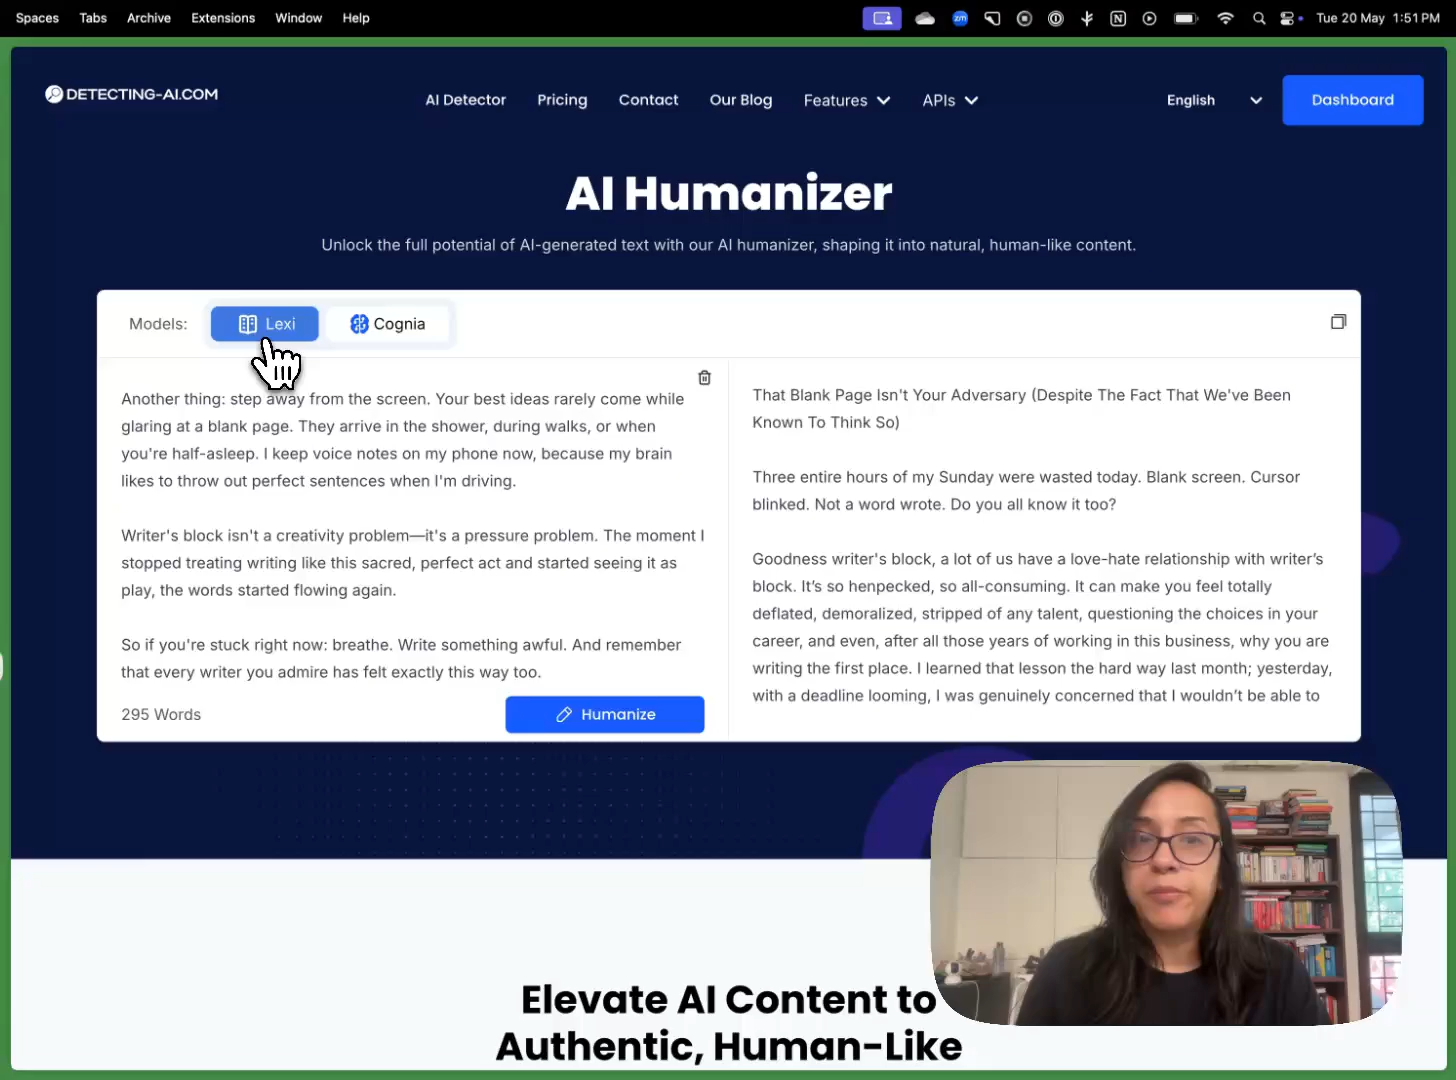 Spaces Tabs Archive Extensions Window Help
zm
Tue 20 May 1:51 PM
DETECTING-AI.COM
AI Detector Pricing Contact Our Blog Features APIs
English
Dashboard
AI Humanizer
Unlock the full potential of AI-generated text with our AI humanizer, shaping it into natural, human-like content.
Models: Lexi Cognia
Another thing: step away from the screen. Your best ideas rarely come while
glaring at a blank page. They arrive in the shower, during walks, or when
you're half-asleep. I keep voice notes on my phone now, because my brain
likes to throw out perfect sentences when I'm driving.
Writer's block isn't a creativity problem—it's a pressure problem. The moment I
stopped treating writing like this sacred, perfect act and started seeing it as
play, the words started flowing again.
So if you're stuck right now: breathe. Write something awful. And remember
that every writer you admire has felt exactly this way too.
295 Words
Humanize
That Blank Page Isn't Your Adversary (Despite The Fact That We've Been
Known To Think So)
Three entire hours of my Sunday were wasted today. Blank screen. Cursor
blinked. Not a word wrote. Do you all know it too?
Goodness writer's block, a lot of us have a love-hate relationship with writer’s
block. It’s so henpecked, so all-consuming. It can make you feel totally
deflated, demoralized, stripped of any talent, questioning the choices in your
career, and even, after all those years of working in this business, why you are
writing the first place. I learned that lesson the hard way last month; yesterday,
with a deadline looming, I was genuinely concerned that I wouldn’t be able to
Elevate AI Content to
Authentic, Human-Like